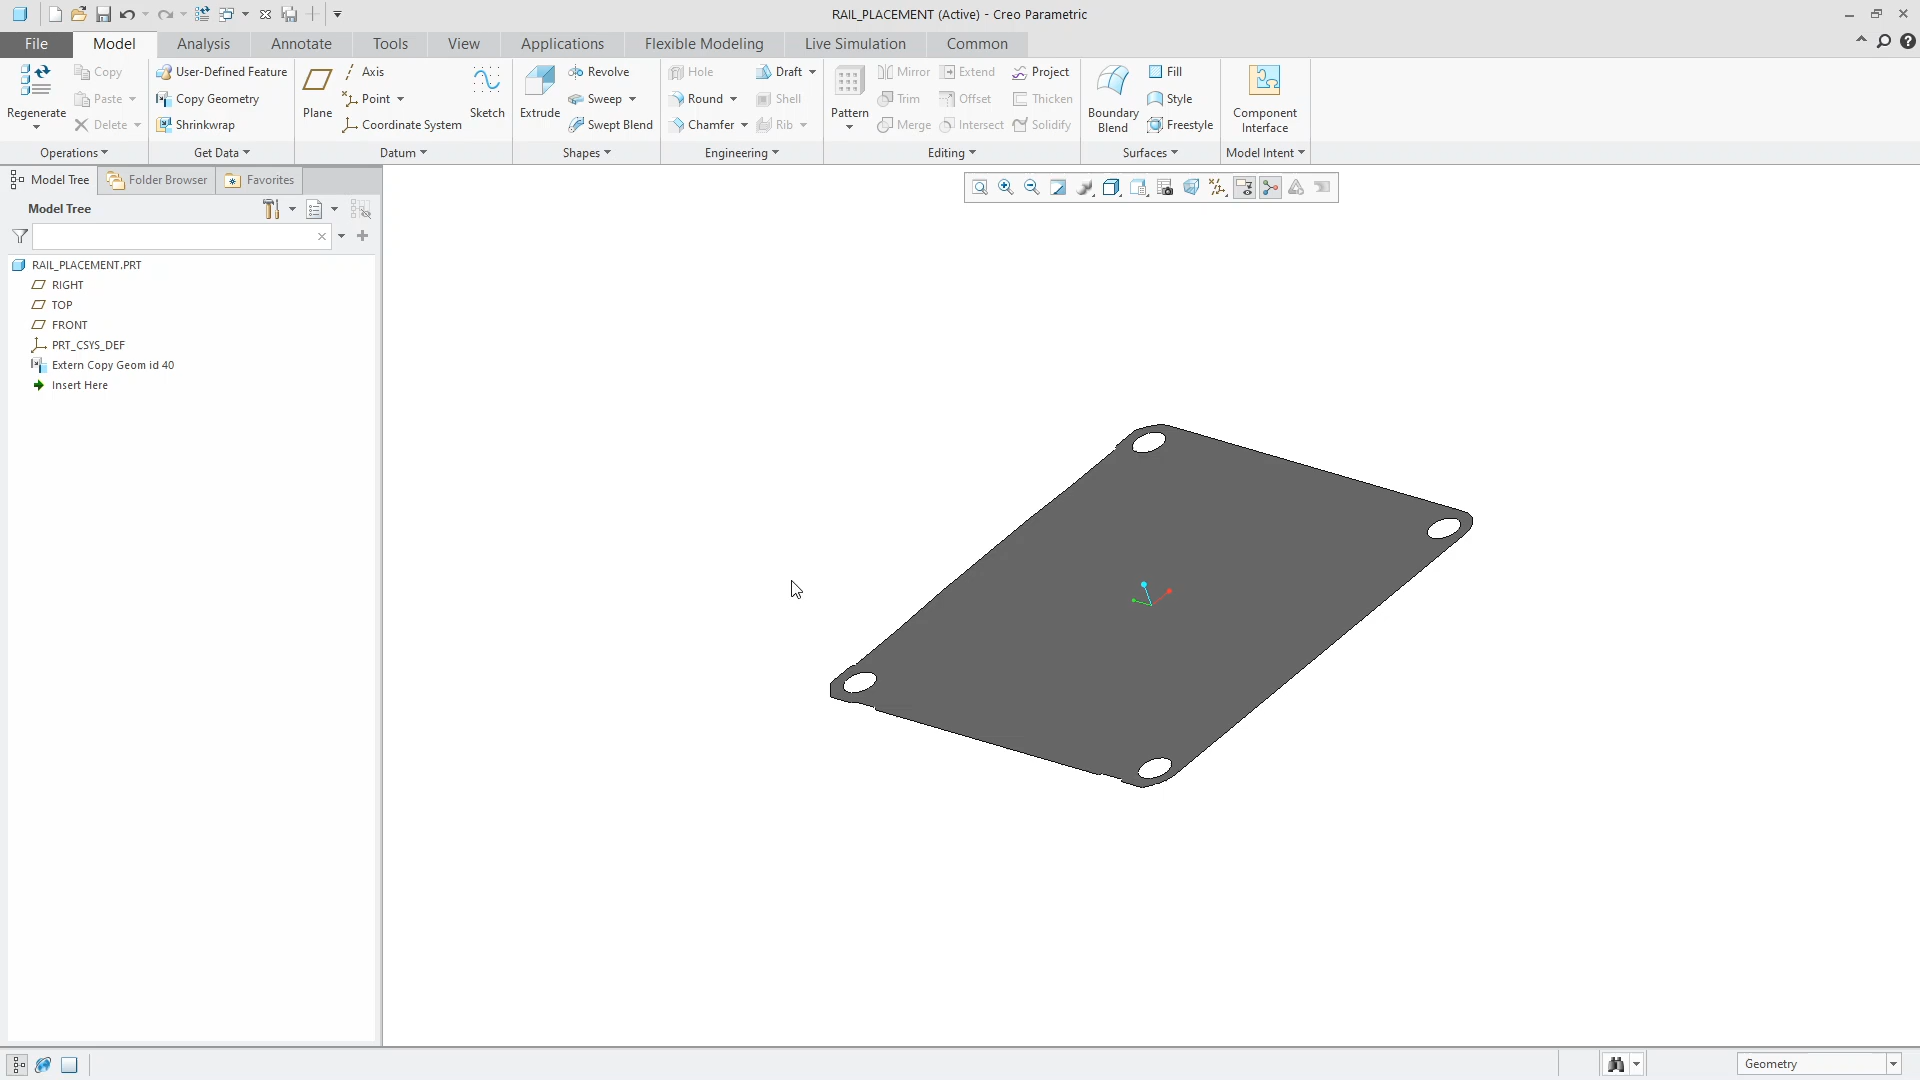 RAIL_PLACEMENT (Active) - Creo Parametric
File Model Analysis Annotate Tools View Applications Flexible Modeling Live Simulation Common
Copy User-Defined Feature Axis Revolve Hole Draft Mirror Extend Project Fill
Paste Copy Geometry Point Sweep Round Shell Trim Offset Thicken Style
Regenerate Plane Sketch Extrude Pattern Boundary Blend Component Interface
Delete Shrinkwrap Coordinate System Swept Blend Chamfer Rib Merge Intersect Solidify Freestyle
Operations Get Data Datum Shapes Engineering Editing Surfaces Model Intent
Model Tree Folder Browser Favorites
Model Tree
RAIL_PLACEMENT.PRT
RIGHT
TOP
FRONT
PRT_CSYS_DEF
Extern Copy Geom id 40
Insert Here
Geometry